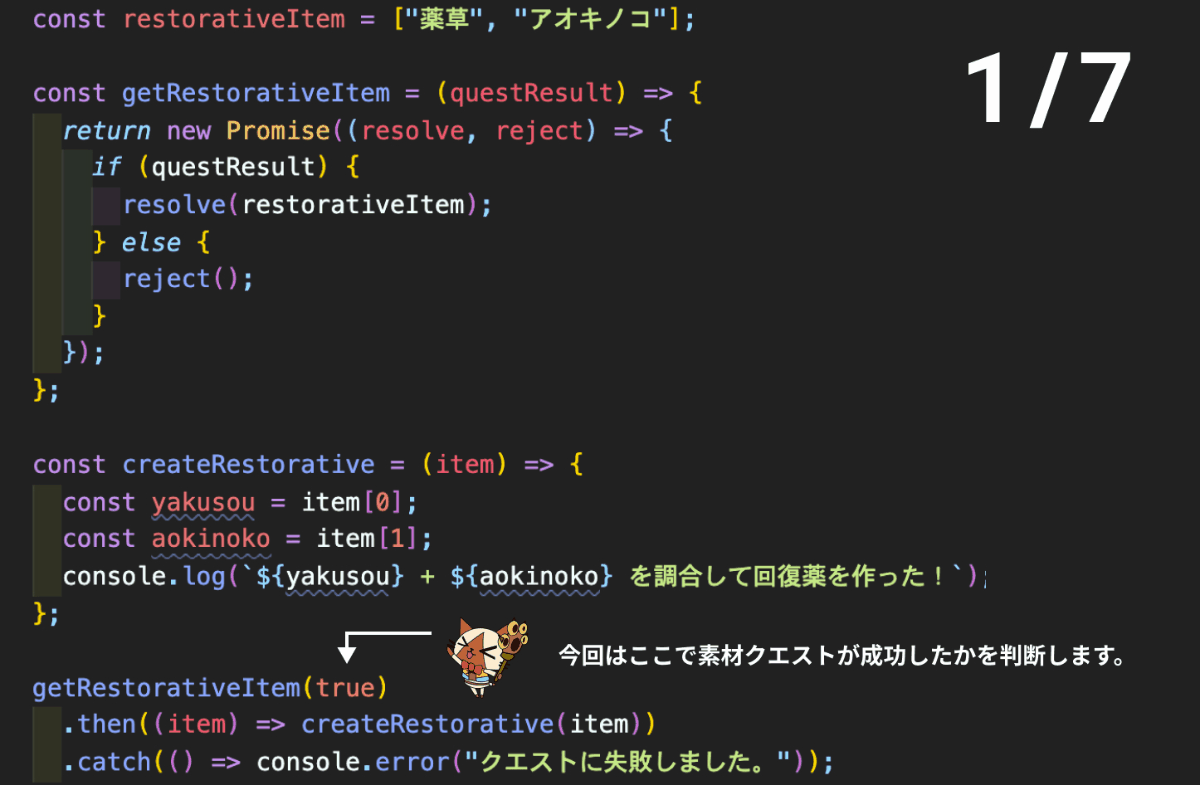 const restorativeItem = ["薬草", "アオキノコ"];
1/7
const getRestorativeItem = (questResult) => {
  return new Promise((resolve, reject) => {
    if (questResult) {
      resolve(restorativeItem);
    } else {
      reject();
    }
  });
};
const createRestorative = (item) => {
  const yakusou = item[0];
  const aokinoko = item[1];
  console.log(`${yakusou} + ${aokinoko} を調合して回復薬を作った！`);
};
今回はここで素材クエストが成功したかを判断します。
getRestorativeItem(true)
  .then((item) => createRestorative(item))
  .catch(() => console.error("クエストに失敗しました。"));